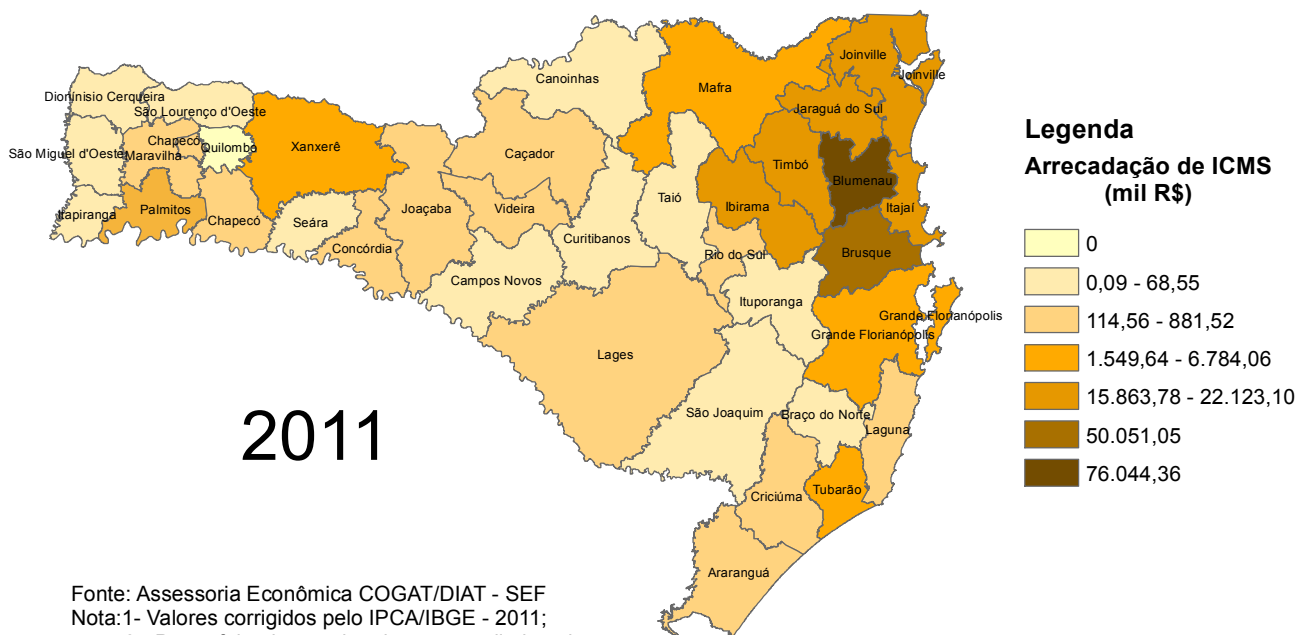 Canoinhas
Mafra
Joinville
Joinville
Dionínisio Cerqueira
São Lourenço d'Oeste
Jaraguá do Sul
São Miguel d'Oeste
Chapecó
Maravilha
Quilombo
Xanxerê
Caçador
Timbó
Blumenau
Itapiranga
Palmitos
Chapecó
Seára
Concórdia
Joaçaba
Videira
Curitibanos
Taió
Ibirama
Itajaí
Rio do Sul
Brusque
Campos Novos
Ituporanga
Grande Florianópolis
Grande Florianópolis
Lages
São Joaquim
Braço do Norte
Laguna
Criciúma
Tubarão
Araranguá
2011
Legenda
Arrecadação de ICMS
(mil R$)
0
0,09 - 68,55
114,56 - 881,52
1.549,64 - 6.784,06
15.863,78 - 22.123,10
50.051,05
76.044,36
Fonte: Assessoria Econômica COGAT/DIAT - SEF
Nota:1- Valores corrigidos pelo IPCA/IBGE - 2011;